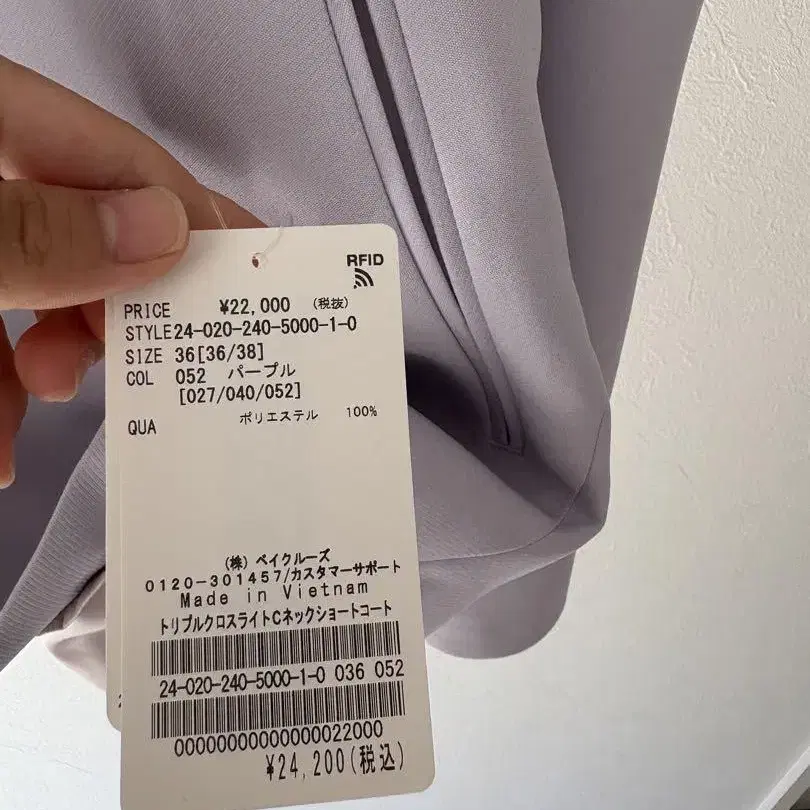 RFID
PRICE ¥22,000 (税抜)
STYLE24-020-240-5000-1-0
SIZE 36[36/38]
COL 052 パープル
[027/040/052]
QUA ポリエステル 100%
(株) ベイクルーズ
0120-301457/カスタマーサポート
Made in Vietnam
トリプルクロスライトCネックショートコート
24-020-240-5000-1-0 036 052
00000000000000022000
¥24,200(税込)